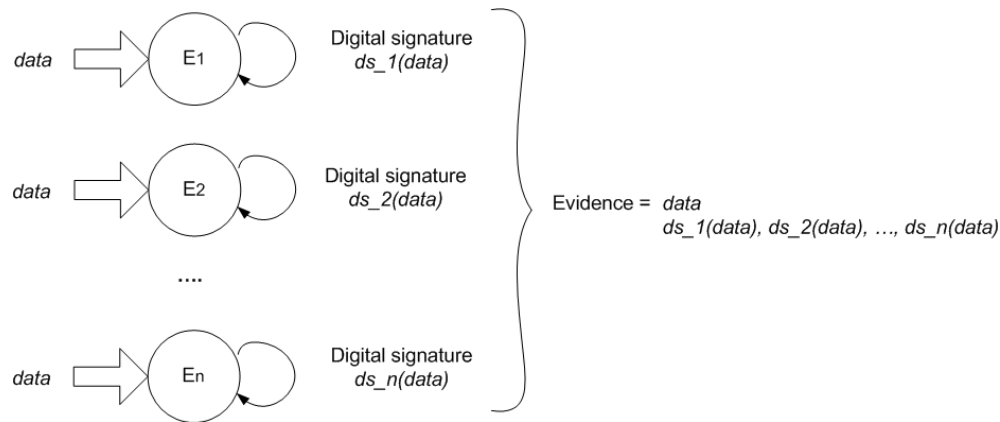 data
E1
Digital signature
ds_1(data)
data
E2
Digital signature
ds_2(data)
Evidence = data
ds_1(data), ds_2(data), ..., ds_n(data)
....
data
En
Digital signature
ds_n(data)